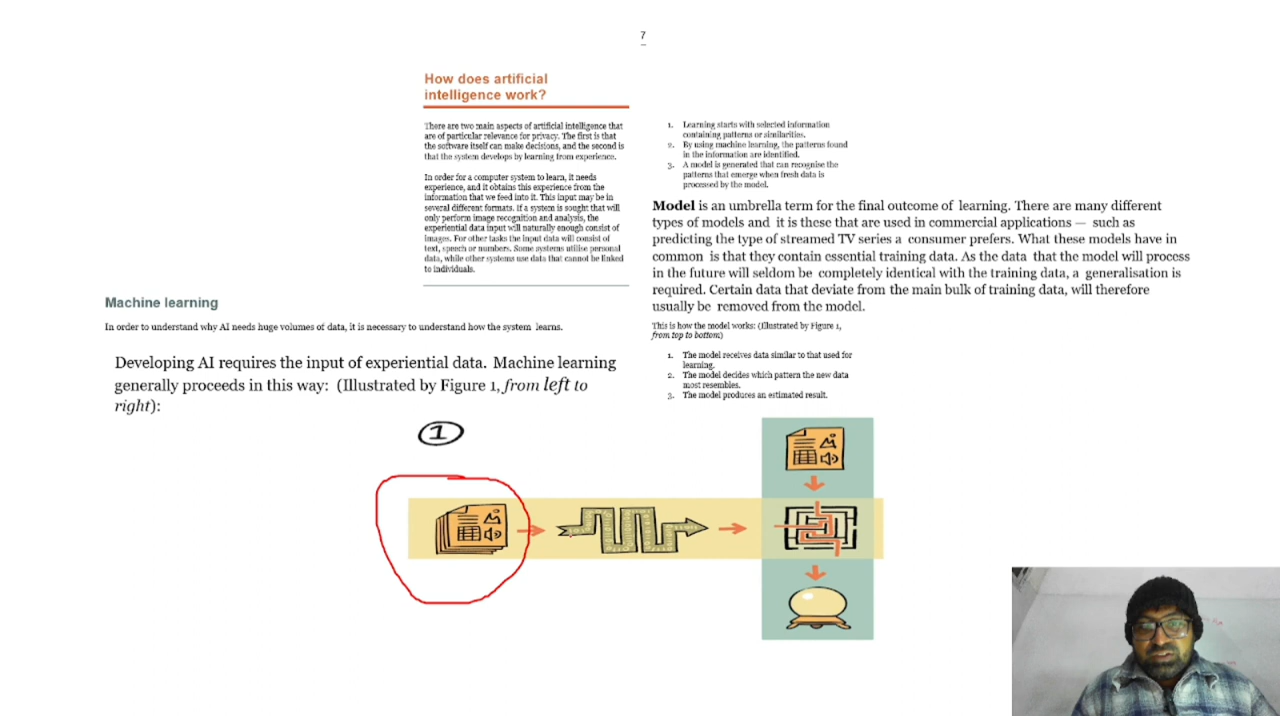 7
How does artificial
intelligence work?
There are two main aspects of artificial intelligence that
are of particular relevance for privacy. The first is that
the software itself can make decisions, and the second is
that the system develops by learning from experience.
In order for a computer system to learn, it needs
experience, and it obtains this experience from the
information that we feed into it. This input may be in
several different formats. If a system is sought that will
only perform image recognition and analysis, the
experiential data input will naturally enough consist of
images. For other tasks the input data will consist of
text, speech or numbers. Some systems utilise personal
data, while other systems use data that cannot be linked
to individuals.
Machine learning
In order to understand why AI needs huge volumes of data, it is necessary to understand how the system learns.
Developing AI requires the input of experiential data. Machine learning
generally proceeds in this way: (Illustrated by Figure 1, from left to
right):
1. Learning starts with selected information
containing patterns or similarities.
2. By using machine learning, the patterns found
in the information are identified.
3. A model is generated that can recognise the
patterns that emerge when fresh data is
processed by the model.
Model is an umbrella term for the final outcome of learning. There are many different
types of models and it is these that are used in commercial applications — such as
predicting the type of streamed TV series a consumer prefers. What these models have in
common is that they contain essential training data. As the data that the model will process
in the future will seldom be completely identical with the training data, a generalisation is
required. Certain data that deviate from the main bulk of training data, will therefore
usually be removed from the model.
This is how the model works: (Illustrated by Figure 1,
from top to bottom)
1. The model receives data similar to that used for
learning.
2. The model decides which pattern the new data
most resembles.
3. The model produces an estimated result.
1